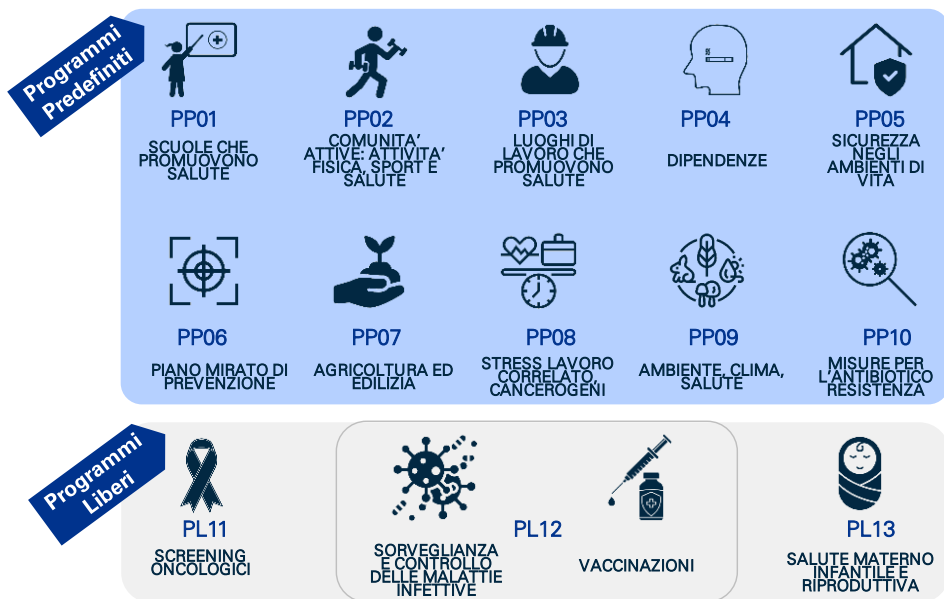 Programmi
Predefiniti
PP01
SCUOLE CHE
PROMUOVONO
SALUTE
PP02
COMUNITA'
ATTIVE: ATTIVITA'
FISICA, SPORT E
SALUTE
PP03
LUOGHI DI
LAVORO CHE
PROMUOVONO
SALUTE
PP04
DIPENDENZE
PP05
SICUREZZA
NEGLI
AMBIENTI DI
VITA
PP06
PIANO MIRATO DI
PREVENZIONE
PP07
AGRICOLTURA ED
EDILIZIA
PP08
STRESS LAVORO
CORRELATO,
CANCEROGENI
PP09
AMBIENTE, CLIMA,
SALUTE
PP10
MISURE PER
L'ANTIBIOTICO
RESISTENZA
Programmi
Liberi
PL11
SCREENING
ONCOLOGICI
PL12
SORVEGLIANZA
E CONTROLLO
DELLE MALATTIE
INFETTIVE
VACCINAZIONI
PL13
SALUTE MATERNO
INFANTILE E
RIPRODUTTIVA